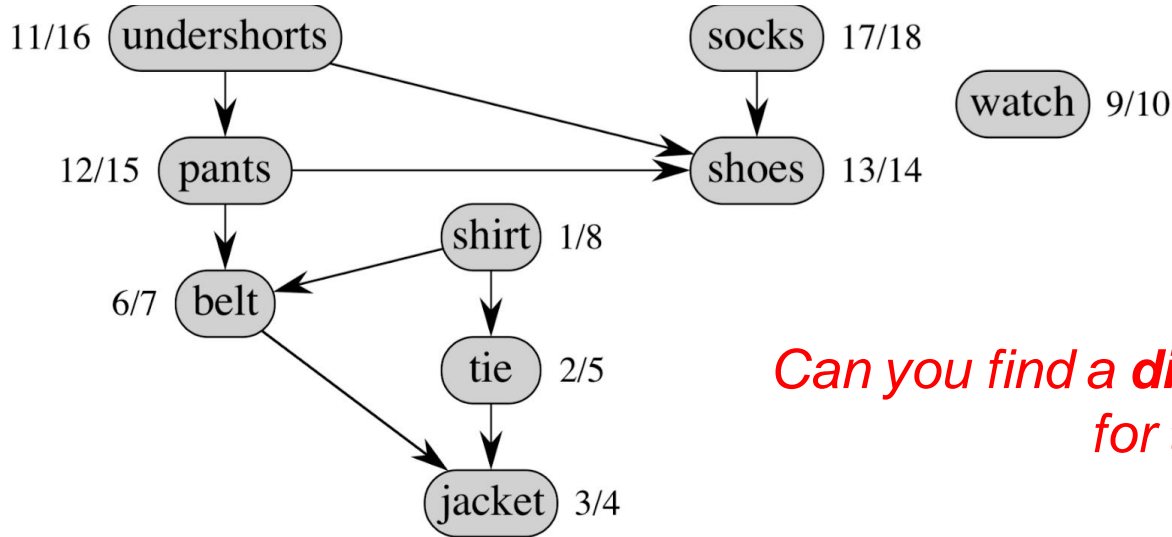 11/16 undershorts socks 17/18
watch 9/10
12/15 pants shoes 13/14
shirt 1/8
6/7 belt
tie 2/5
Can you find a
for
jacket 3/4